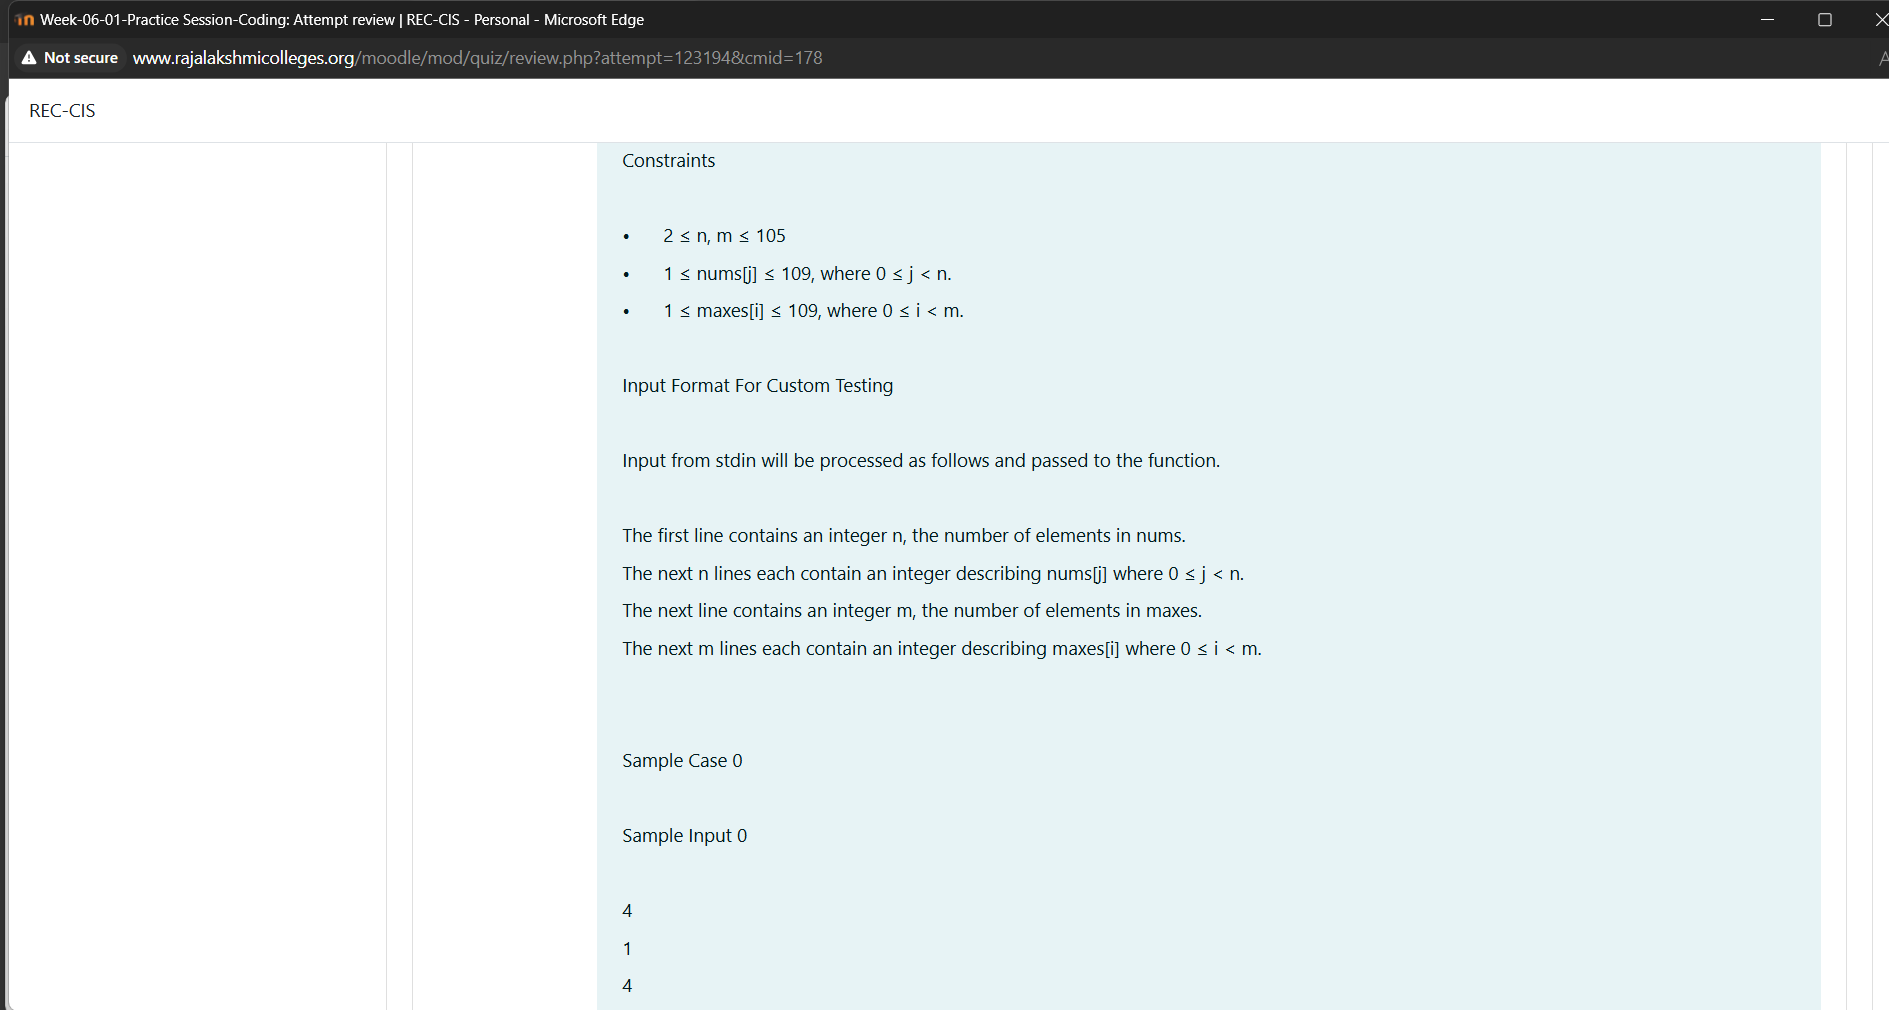 Week-06-01-Practice Session-Coding: Attempt review | REC-CIS - Personal - Microsoft Edge
Not secure www.rajalakshmicolleges.org/moodle/mod/quiz/review.php?attempt=123194&cmid=178
REC-CIS
Constraints
• 2 ≤ n, m ≤ 105
• 1 ≤ nums[j] ≤ 109, where 0 ≤ j < n.
• 1 ≤ maxes[i] ≤ 109, where 0 ≤ i < m.
Input Format For Custom Testing
Input from stdin will be processed as follows and passed to the function.
The first line contains an integer n, the number of elements in nums.
The next n lines each contain an integer describing nums[j] where 0 ≤ j < n.
The next line contains an integer m, the number of elements in maxes.
The next m lines each contain an integer describing maxes[i] where 0 ≤ i < m.
Sample Case 0
Sample Input 0
4
1
4